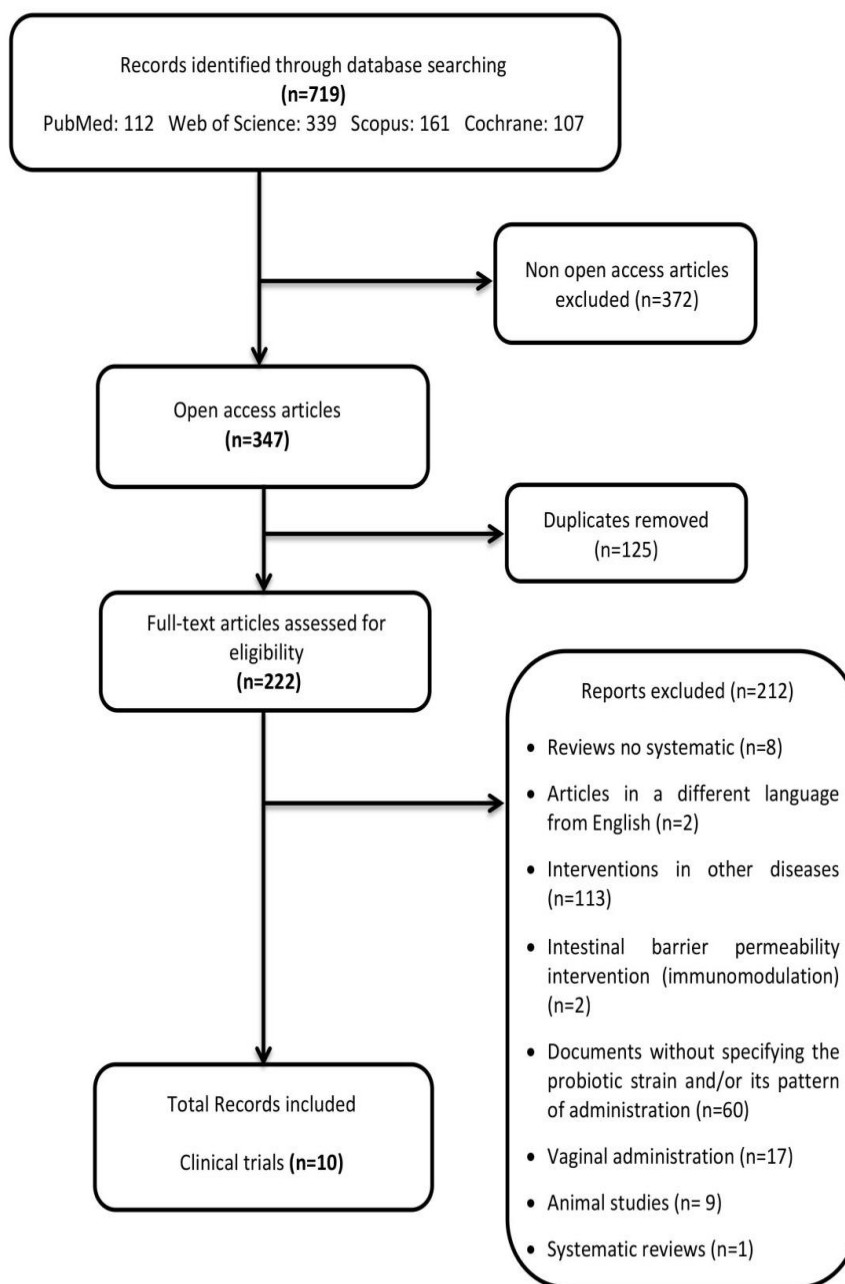 Records identified through database searching
(n=719)
PubMed: 112 Web of Science: 339 Scopus: 161 Cochrane: 107
Non open access articles
excluded (n=372)
Open access articles
(n=347)
Duplicates removed
(n=125)
Full-text articles assessed for
eligibility
(n=222)
Reports excluded (n=212)
• Reviews no systematic (n=8)
• Articles in a different language
from English (n=2)
• Interventions in other diseases
(n=113)
• Intestinal barrier permeability
intervention (immunomodulation)
(n=2)
• Documents without specifying the
probiotic strain and/or its pattern
of administration (n=60)
• Vaginal administration (n=17)
• Animal studies (n= 9)
• Systematic reviews (n=1)
Total Records included
Clinical trials (n=10)